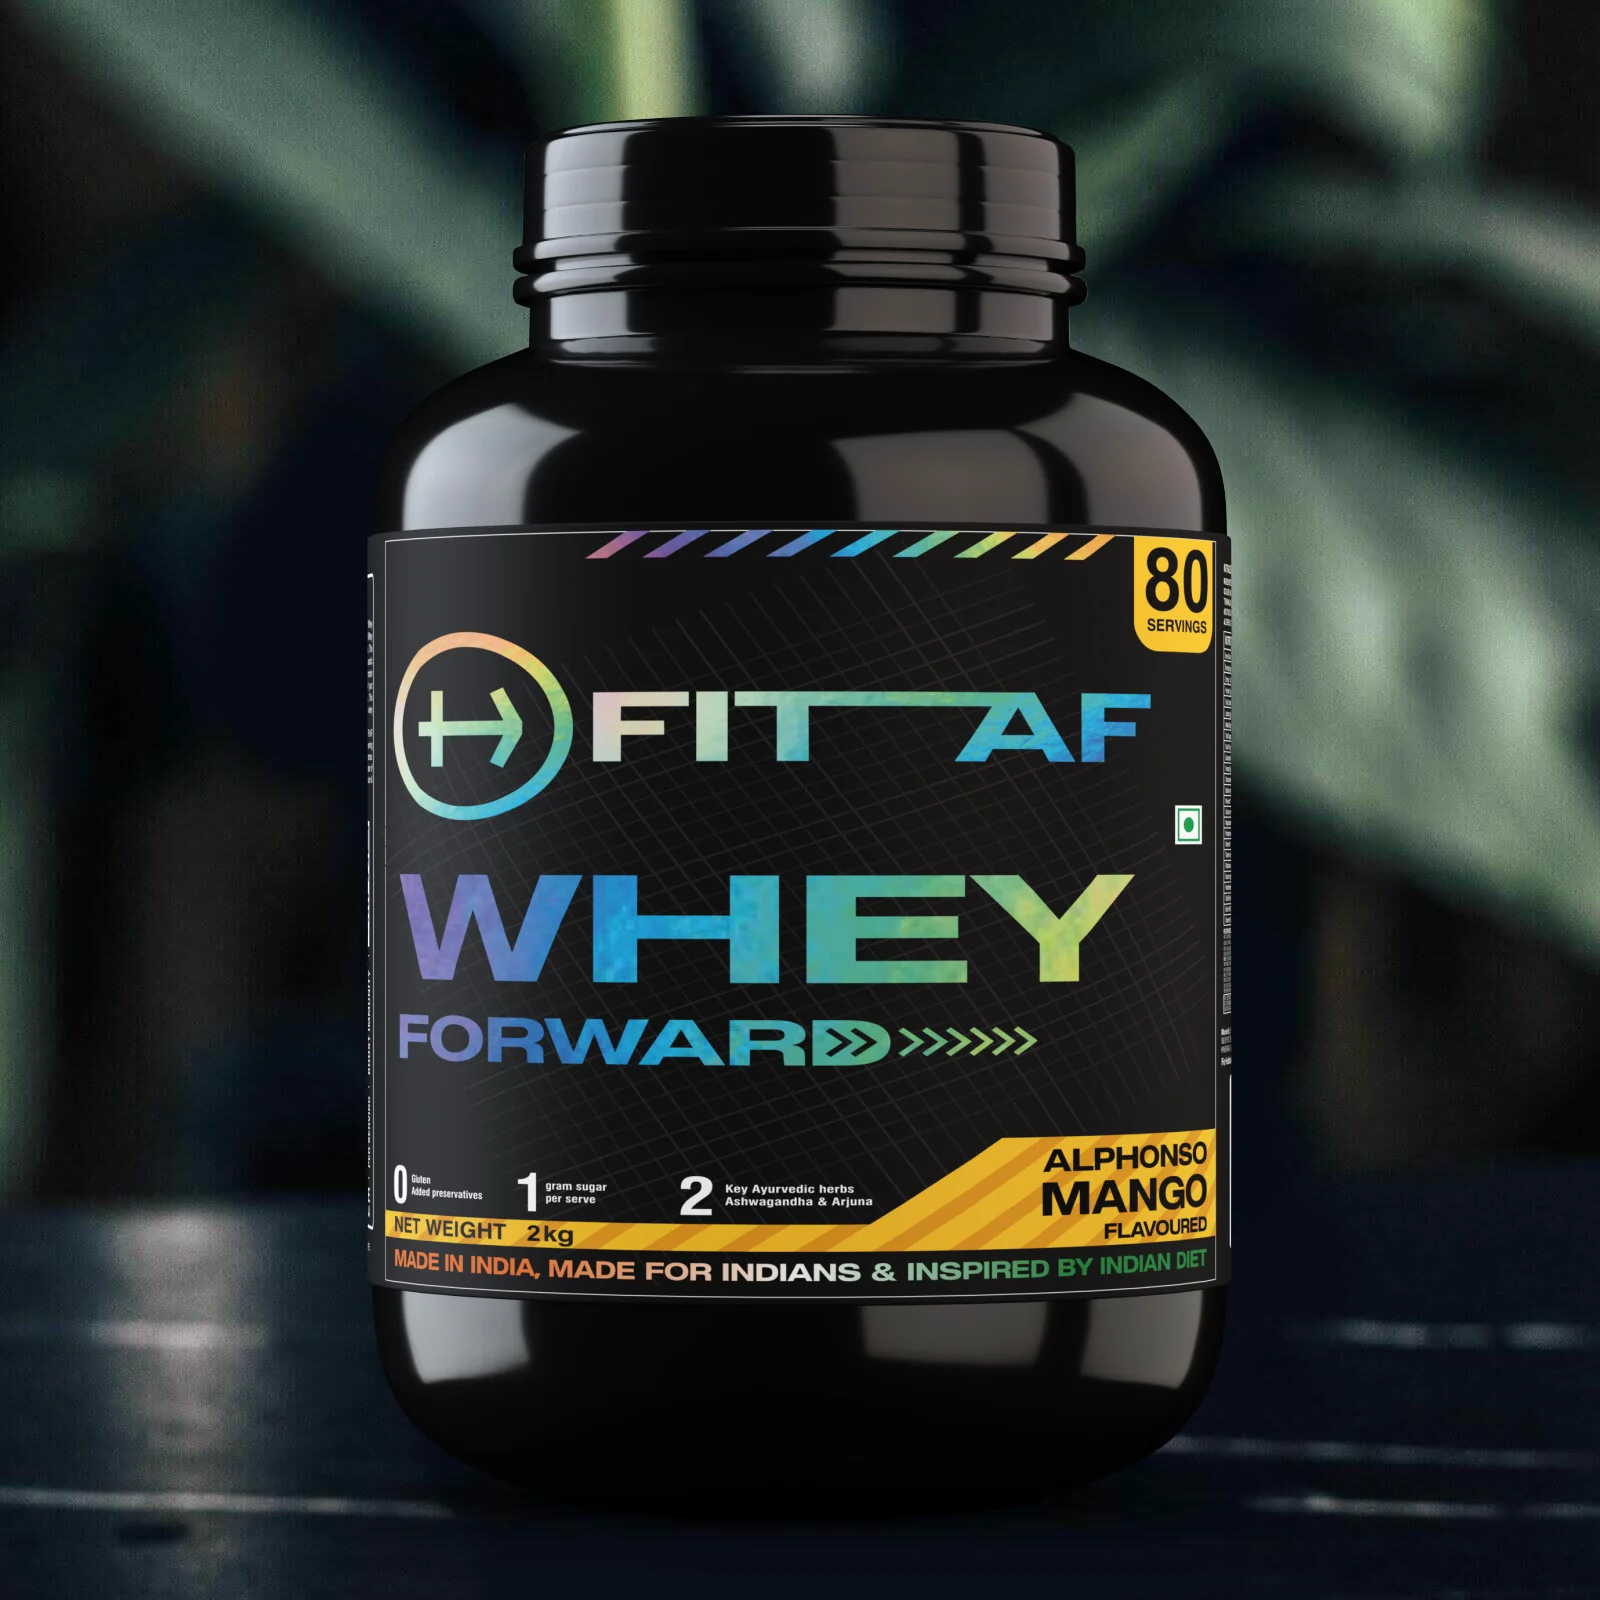 80
SERVINGS
FIT AF
WHEY
FORWARD
0 Gluten
Added preservatives
1 gram sugar
per serve
2 Key Ayurvedic herbs
Ashwagandha & Arjuna
ALPHONSO
MANGO
FLAVOURED
NET WEIGHT 2kg
MADE IN INDIA, MADE FOR INDIANS & INSPIRED BY INDIAN DIET